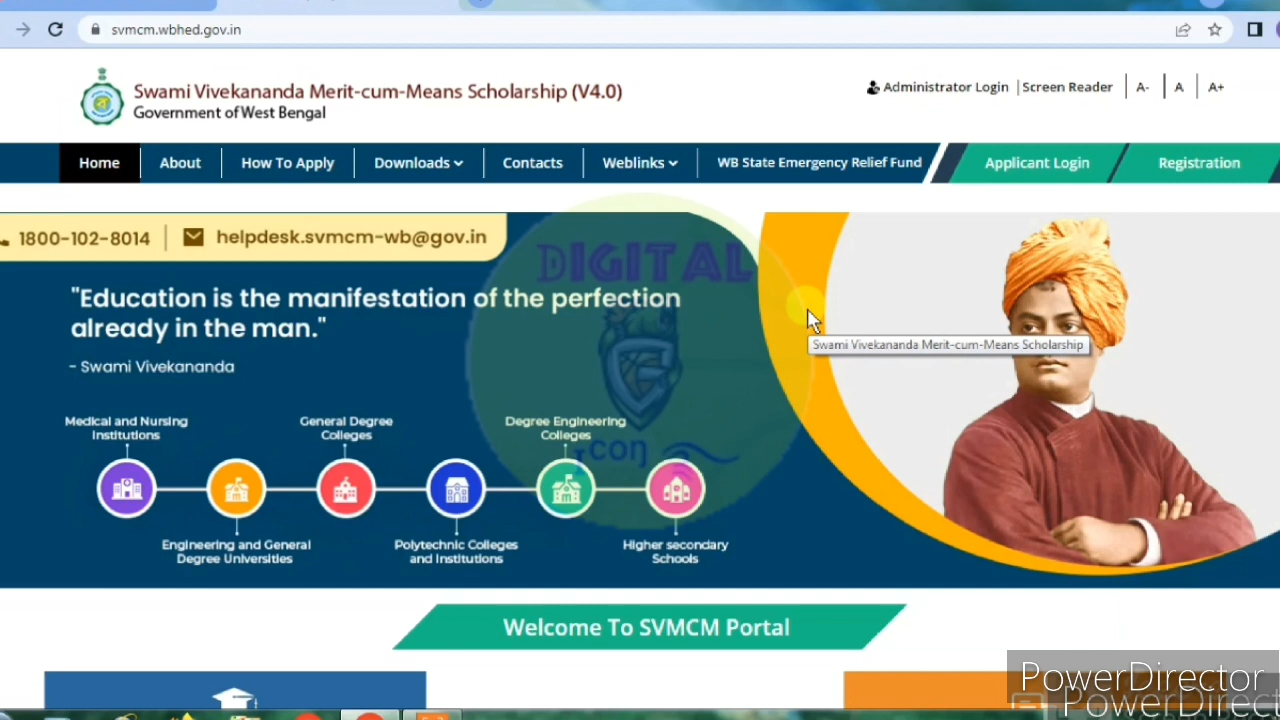 svmcm.wbhed.gov.in
Swami Vivekananda Merit-cum-Means Scholarship (V4.0)
Government of West Bengal
Administrator Login | Screen Reader | A- | A | A+
Home
About
How To Apply
Downloads
Contacts
Weblinks
WB State Emergency Relief Fund
Applicant Login
Registration
1800-102-8014
helpdesk.svmcm-wb@gov.in
DIGITAL
"Education is the manifestation of the perfection
already in the man."
- Swami Vivekananda
Swami Vivekananda Merit-cum-Means Scholarship
Medical and Nursing
Institutions
General Degree
Colleges
Degree Engineering
Colleges
Icon
Engineering and General
Degree Universities
Polytechnic Colleges
and Institutions
Higher secondary
Schools
Welcome To SVMCM Portal
PowerDirector
PowerDirect